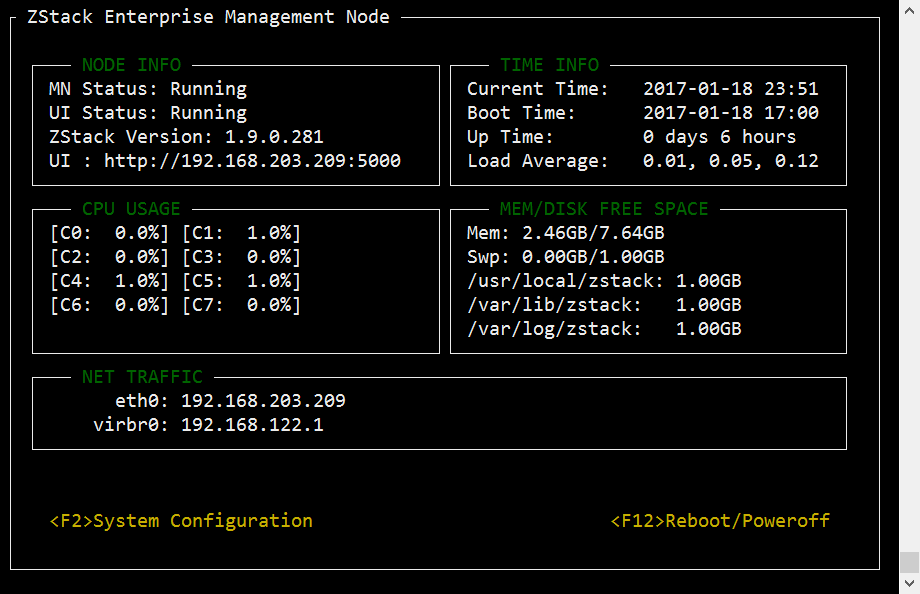 ZStack Enterprise Management Node
NODE INFO
MN Status: Running
UI Status: Running
ZStack Version: 1.9.0.281
UI : http://192.168.203.209:5000
TIME INFO
Current Time:   2017-01-18 23:51
Boot Time:      2017-01-18 17:00
Up Time:        0 days 6 hours
Load Average:   0.01, 0.05, 0.12
CPU USAGE
[C0:  0.0%] [C1:  1.0%]
[C2:  0.0%] [C3:  0.0%]
[C4:  1.0%] [C5:  1.0%]
[C6:  0.0%] [C7:  0.0%]
MEM/DISK FREE SPACE
Mem: 2.46GB/7.64GB
Swp: 0.00GB/1.00GB
/usr/local/zstack: 1.00GB
/var/lib/zstack:   1.00GB
/var/log/zstack:   1.00GB
NET TRAFFIC
eth0: 192.168.203.209
virbr0: 192.168.122.1
<F2>System Configuration
<F12>Reboot/Poweroff